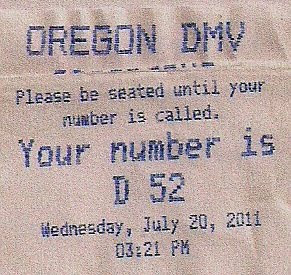 OREGON DMV
Please be seated until your
number is called.
Your number is
D 52
Wednesday, July 20, 2011
03:21 PM